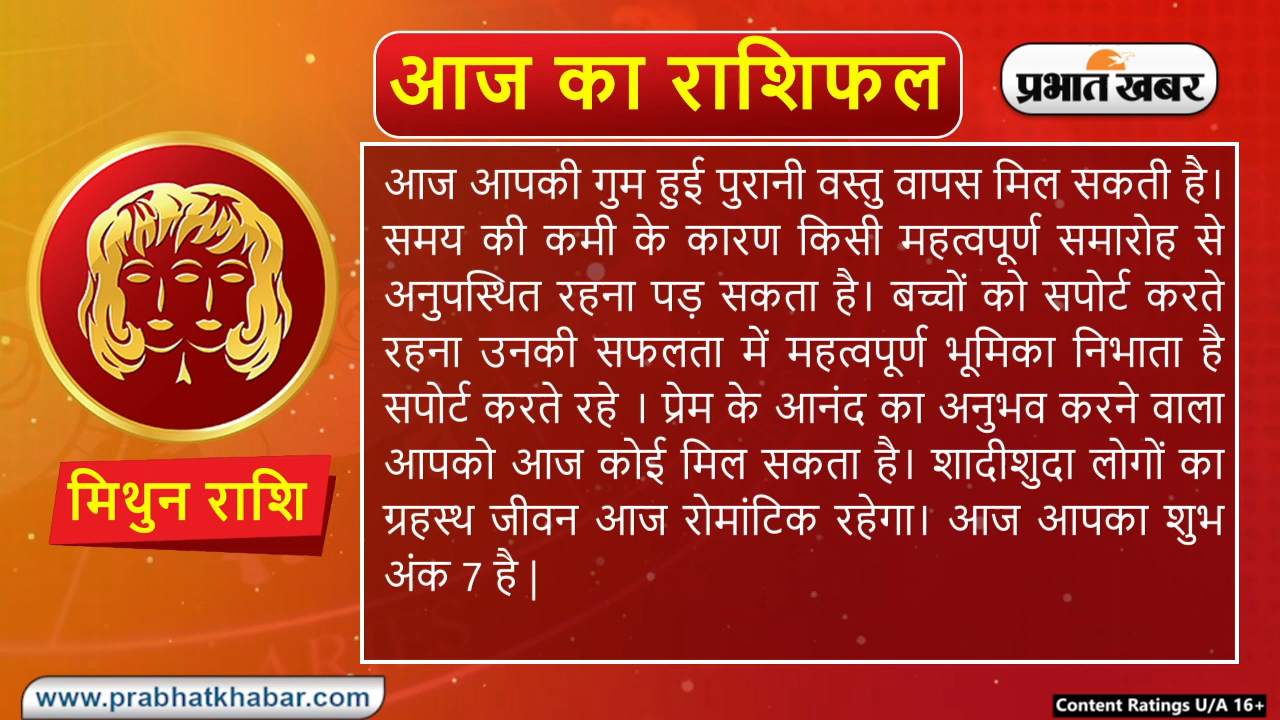 आज का राशिफल
प्रभात खबर
आज आपकी गुम हुई पुरानी वस्तु वापस मिल सकती है।
समय की कमी के कारण किसी महत्वपूर्ण समारोह से
अनुपस्थित रहना पड़ सकता है। बच्चों को सपोर्ट करते
रहना उनकी सफलता में महत्वपूर्ण भूमिका निभाता है
सपोर्ट करते रहे । प्रेम के आनंद का अनुभव करने वाला
आपको आज कोई मिल सकता है। शादीशुदा लोगों का
ग्रहस्थ जीवन आज रोमांटिक रहेगा। आज आपका शुभ
अंक 7 है|
मिथुन राशि
ARIES
www.prabhatkhabar.com
Content Ratings U/A 16+